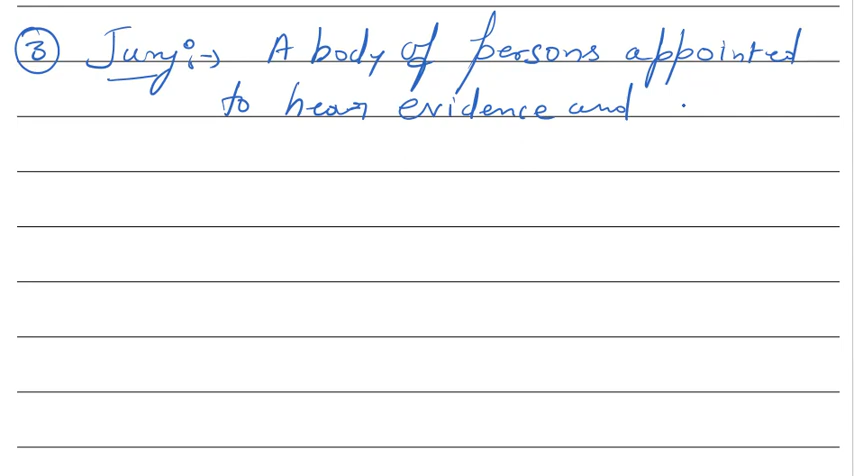 ③ Jury:→ A body of persons appointed
to hear evidence and .